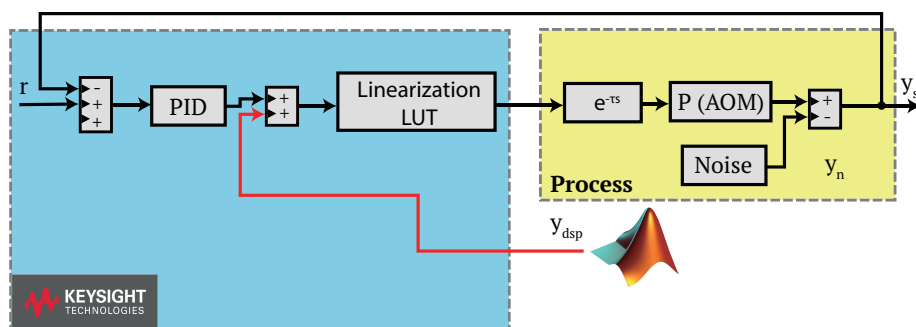 r
-
+
+
PID
+
+
Linearization
LUT
e^-τs
P (AOM)
+
-
y_s
Noise
y_n
Process
y_dsp
KEYSIGHT
TECHNOLOGIES